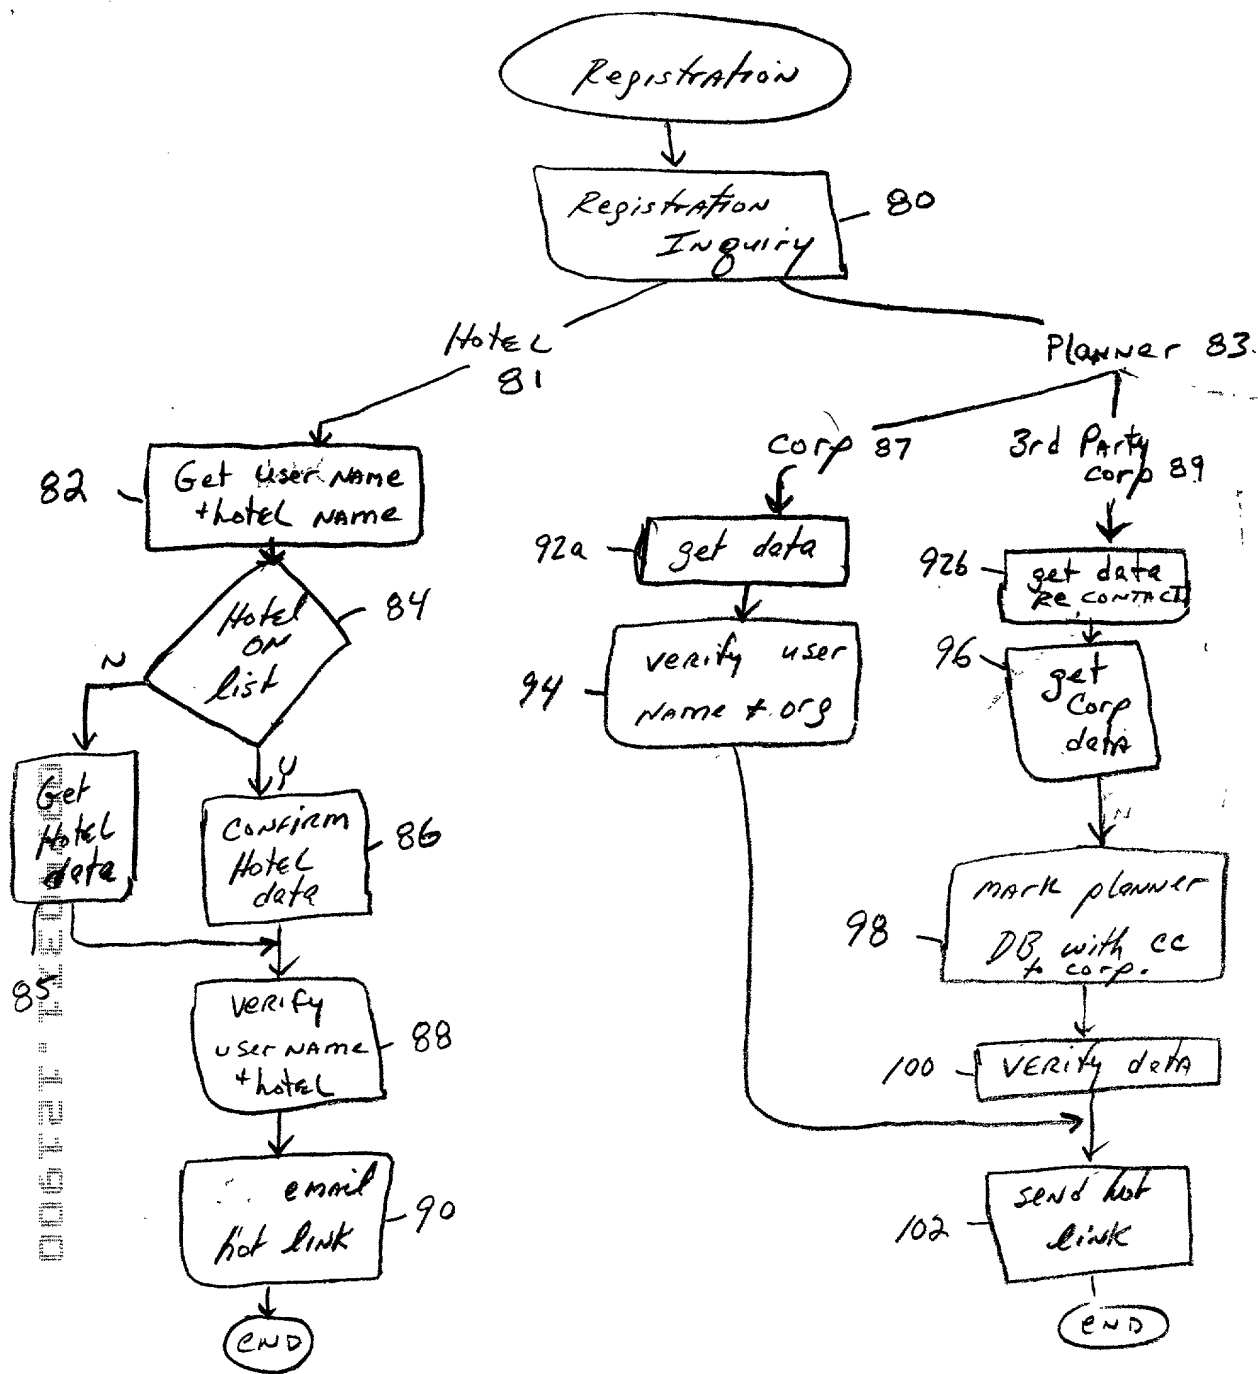 Registration
Registration
Inquiry
80
Hotel
81
Planner 83
82
Get user name
+ hotel name
Corp 87
3rd Party
corp 89
92a
get data
92b
get data
re contact
Hotel
on
list
84
N
Y
94
verify user
name + org
96
get
Corp
data
Get
Hotel
data
85
Confirm
Hotel
data
86
98
mark planner
DB with cc
to corp.
verify
user name
+ hotel
88
100
verify data
email
hot link
90
102
send hot
link
end
end